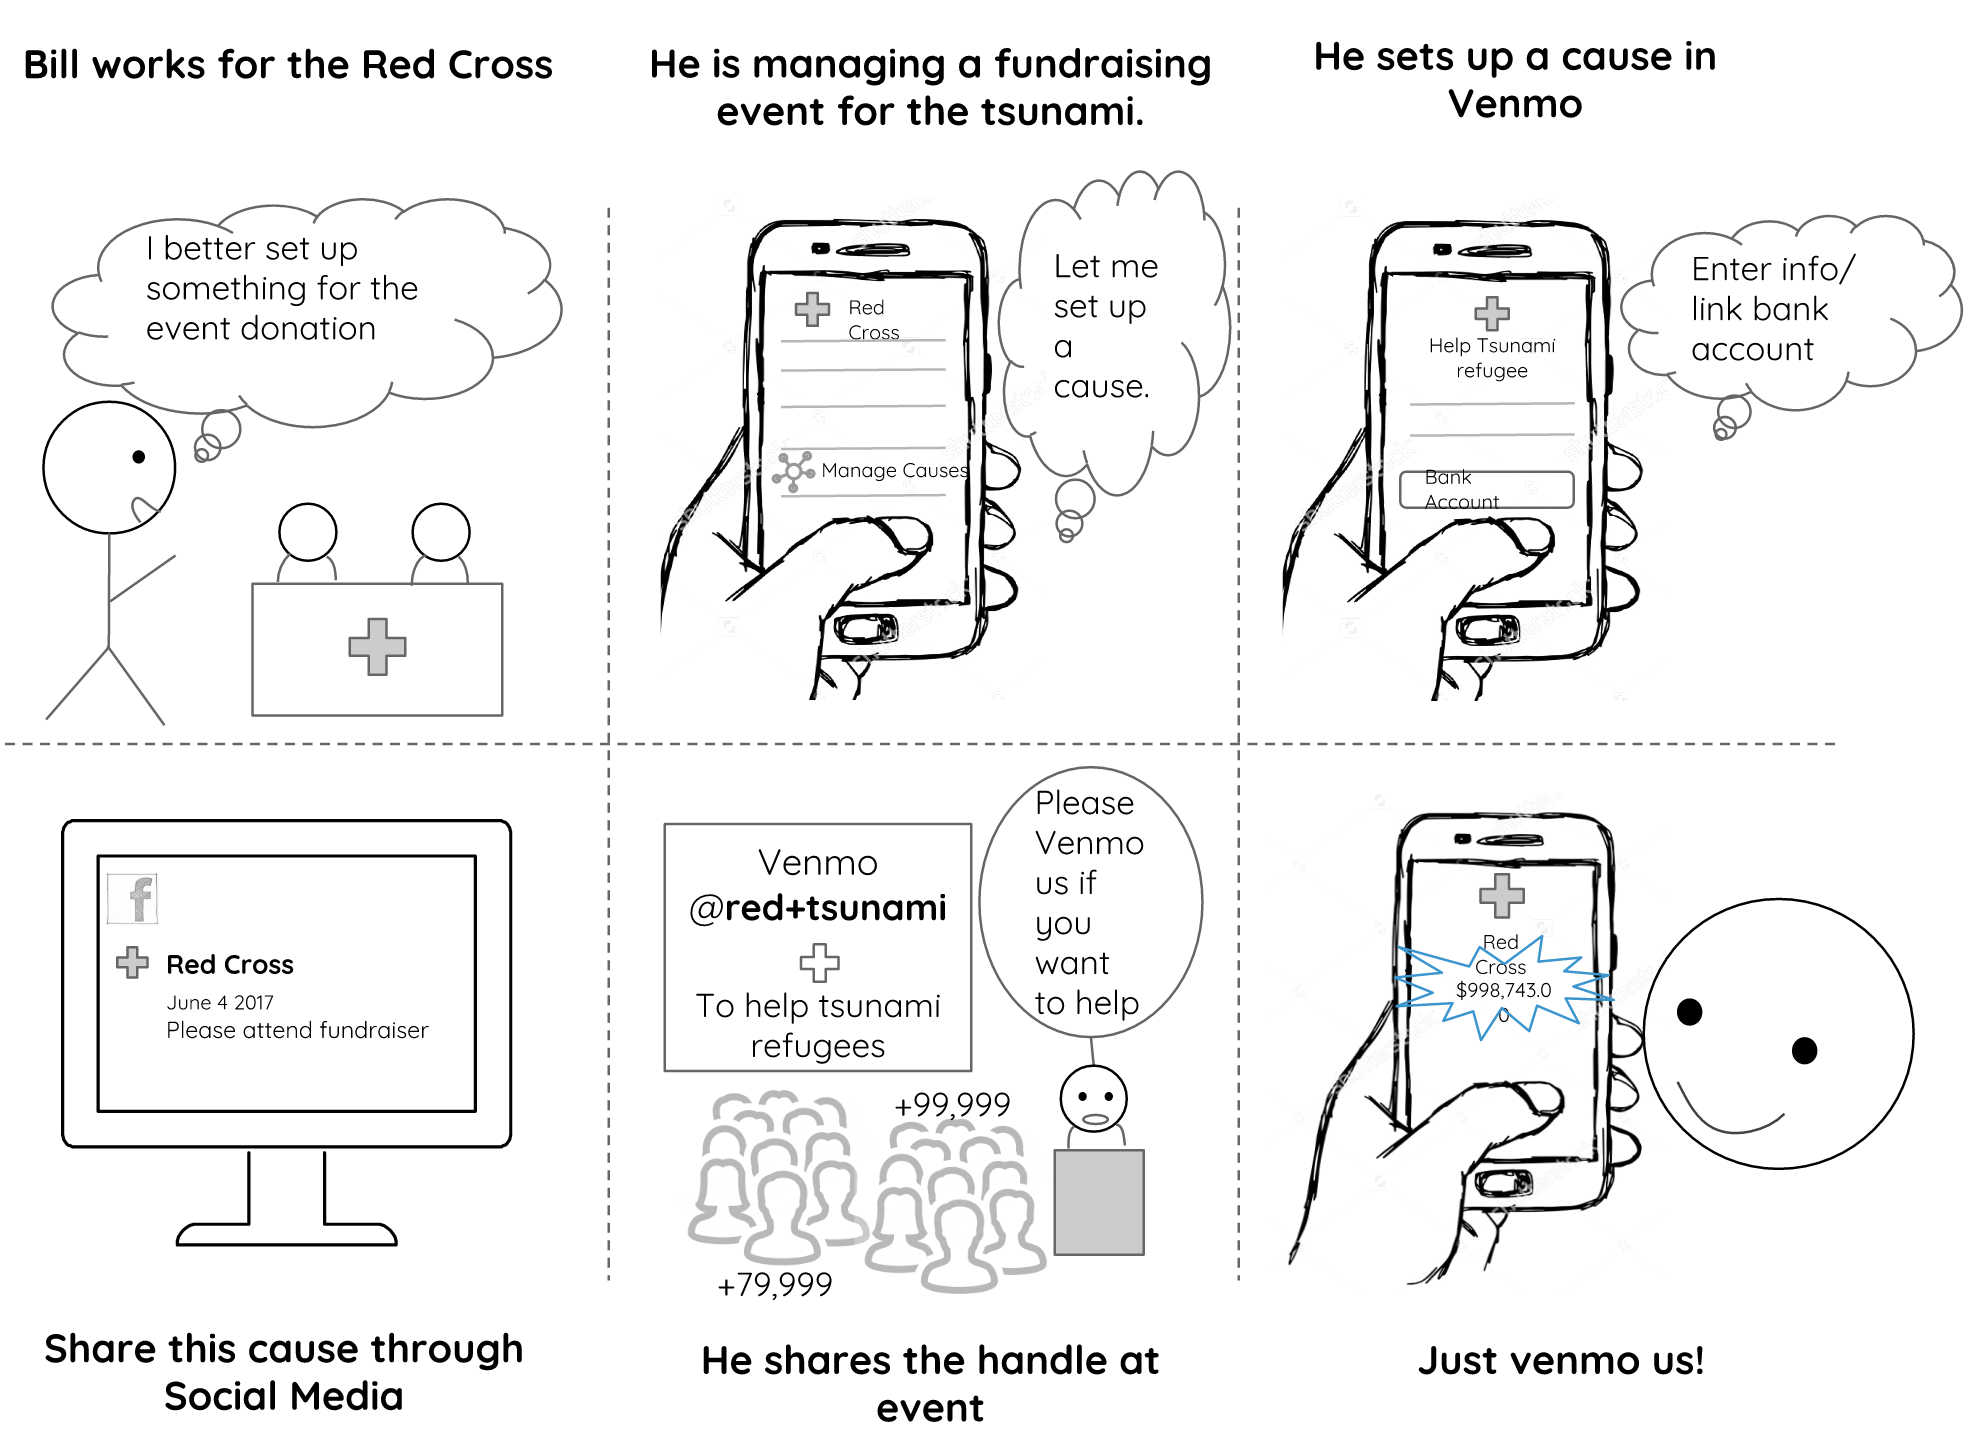 Bill works for the Red Cross
He is managing a fundraising
event for the tsunami.
He sets up a cause in
Venmo
I better set up
something for the
event donation
Red
Cross
Manage Causes
Let me
set up
a
cause.
Help Tsunami
refugee
Bank
Account
Enter info/
link bank
account
f
Red Cross
June 4 2017
Please attend fundraiser
Share this cause through
Social Media
Venmo
@red+tsunami
To help tsunami
refugees
Please
Venmo
us if
you
want
to help
+99,999
+79,999
He shares the handle at
event
Red
Cross
$998,743.0
0
Just venmo us!